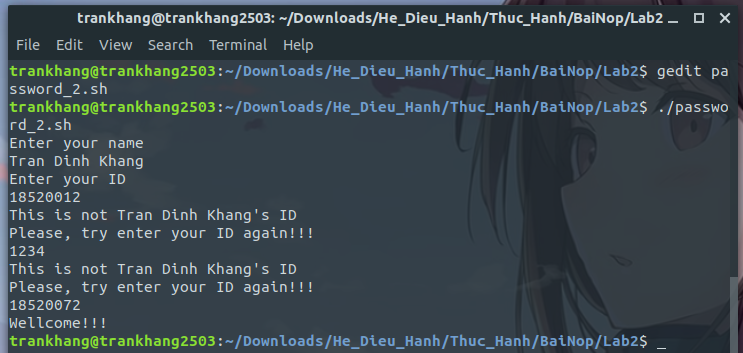 trankhang@trankhang2503: ~/Downloads/He_Dieu_Hanh/Thuc_Hanh/BaiNop/Lab2
File Edit View Search Terminal Help
trankhang@trankhang2503:~/Downloads/He_Dieu_Hanh/Thuc_Hanh/BaiNop/Lab2$ gedit pa
ssword_2.sh
trankhang@trankhang2503:~/Downloads/He_Dieu_Hanh/Thuc_Hanh/BaiNop/Lab2$ ./passwo
rd_2.sh
Enter your name
Tran Dinh Khang
Enter your ID
18520012
This is not Tran Dinh Khang's ID
Please, try enter your ID again!!!
1234
This is not Tran Dinh Khang's ID
Please, try enter your ID again!!!
18520072
Wellcome!!!
trankhang@trankhang2503:~/Downloads/He_Dieu_Hanh/Thuc_Hanh/BaiNop/Lab2$ _